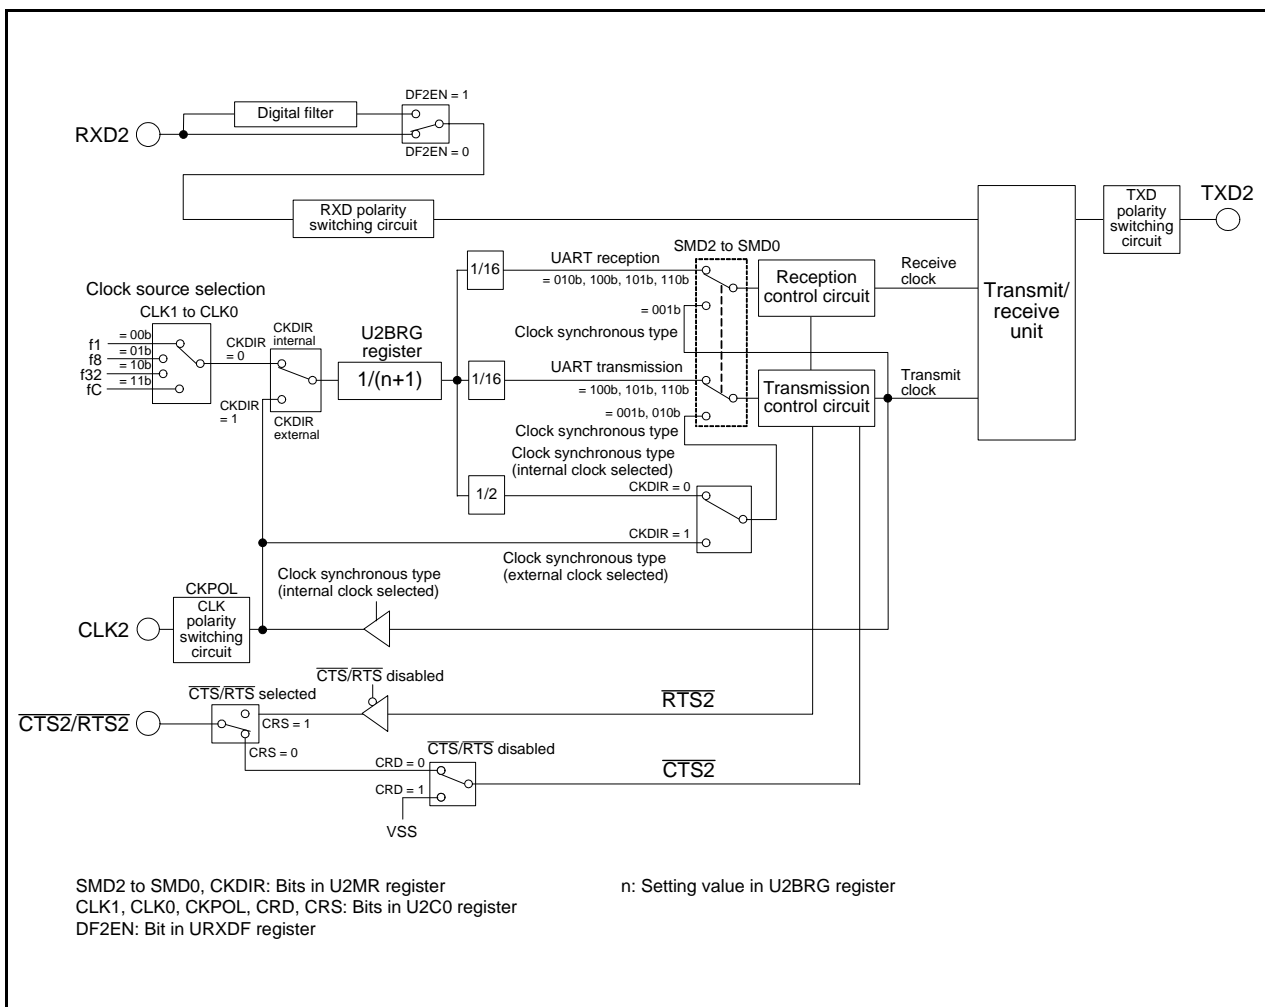 DF2EN = 1
Digital filter
RXD2
DF2EN = 0
RXD polarity
switching circuit
TXD
polarity
switching
circuit
TXD2
SMD2 to SMD0
1/16
UART reception
= 010b, 100b, 101b, 110b
= 001b
Clock synchronous type
Reception
control circuit
Receive
clock
Transmit/
receive
unit
Clock source selection
CLK1 to CLK0
f1
= 00b
f8
= 01b
f32
= 10b
fC
= 11b
CKDIR
= 0
CKDIR
internal
CKDIR
= 1
CKDIR
external
U2BRG
register
1/(n+1)
1/16
UART transmission
= 100b, 101b, 110b
= 001b, 010b
Clock synchronous type
Transmission
control circuit
Transmit
clock
Clock synchronous type
(internal clock selected)
1/2
CKDIR = 0
CKDIR = 1
Clock synchronous type
(external clock selected)
Clock synchronous type
(internal clock selected)
CKPOL
CLK
polarity
switching
circuit
CLK2
CTS/RTS disabled
CTS/RTS selected
RTS2
CTS2/RTS2
CRS = 1
CRS = 0
CTS/RTS disabled
CRD = 0
CTS2
CRD = 1
VSS
SMD2 to SMD0, CKDIR: Bits in U2MR register
n: Setting value in U2BRG register
CLK1, CLK0, CKPOL, CRD, CRS: Bits in U2C0 register
DF2EN: Bit in URXDF register